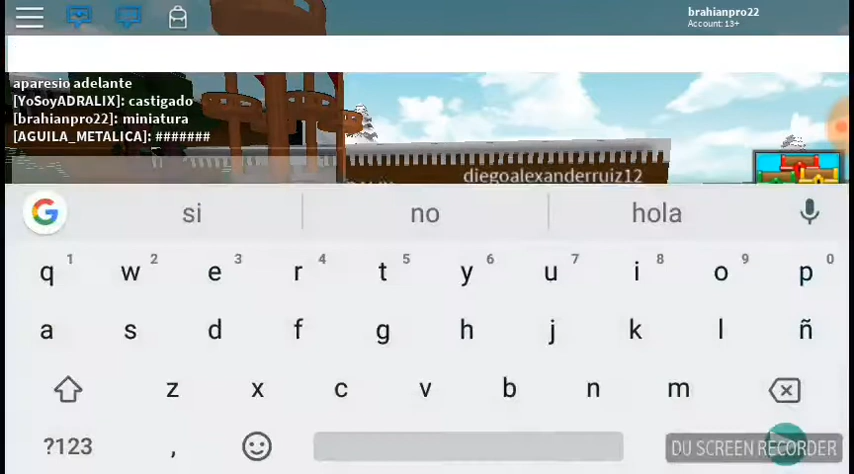 brahianpro22
Account: 13+
aparesio adelante
[YoSoyADRALIX]: castigado
[brahianpro22]: miniatura
[AGUILA_METALICA]: #######
diegoalexanderruiz12
si no hola
q 1 w 2 e 3 r 4 t 5 y 6 u 7 i 8 o 9 p 0
a s d f g h j k l ñ
z x c v b n m
?123 ,
DU SCREEN RECORDER